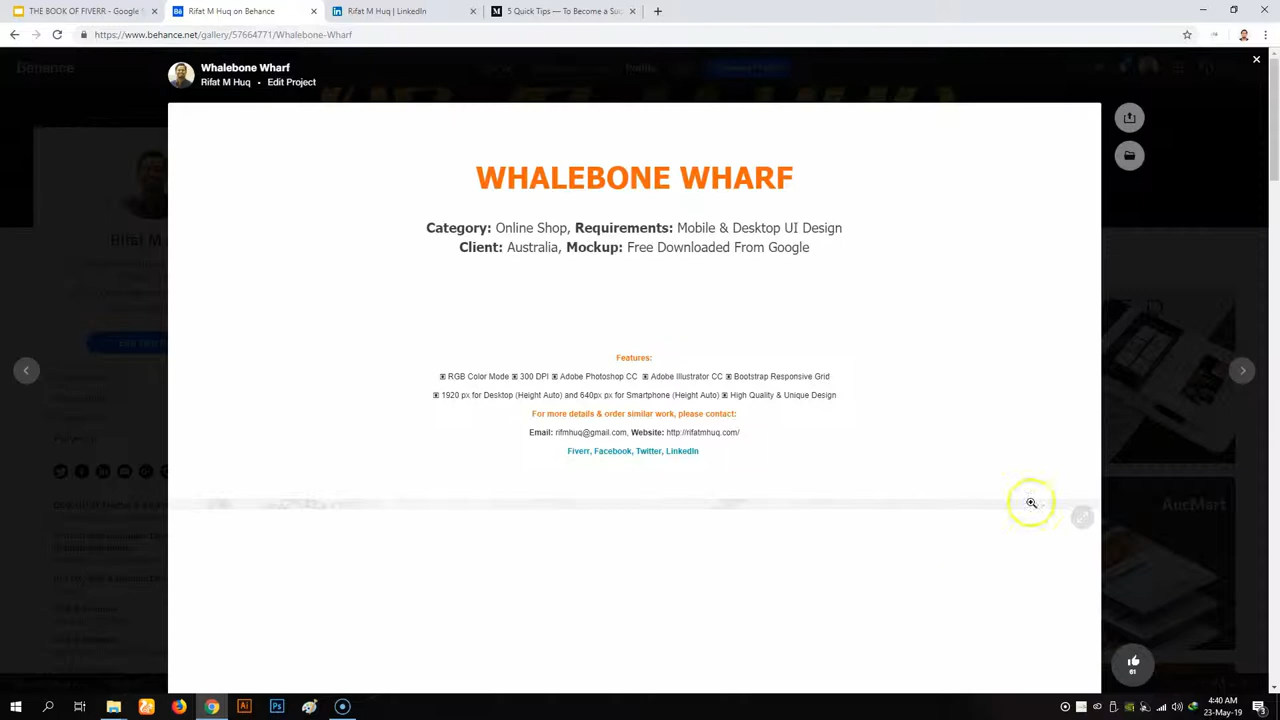 THE BOOK OF FIVERR - Google S
Rifat M Huq on Behance
Rifat M Huq | LinkedIn
5 Quick Tips — To Become a Suc
https://www.behance.net/gallery/57664771/Whalebone-Wharf
Behance
Whalebone Wharf
Rifat M Huq • Edit Project
WHALEBONE WHARF
Category: Online Shop, Requirements: Mobile & Desktop UI Design
Client: Australia, Mockup: Free Downloaded From Google
Features:
▣ RGB Color Mode ▣ 300 DPI ▣ Adobe Photoshop CC ▣ Adobe Illustrator CC ▣ Bootstrap Responsive Grid
▣ 1920 px for Desktop (Height Auto) and 640px px for Smartphone (Height Auto) ▣ High Quality & Unique Design
For more details & order similar work, please contact:
Email: rifmhuq@gmail.com, Website: http://rifatmhuq.com/
Fiverr, Facebook, Twitter, LinkedIn
AucMart
61
4:40 AM
23-May-19